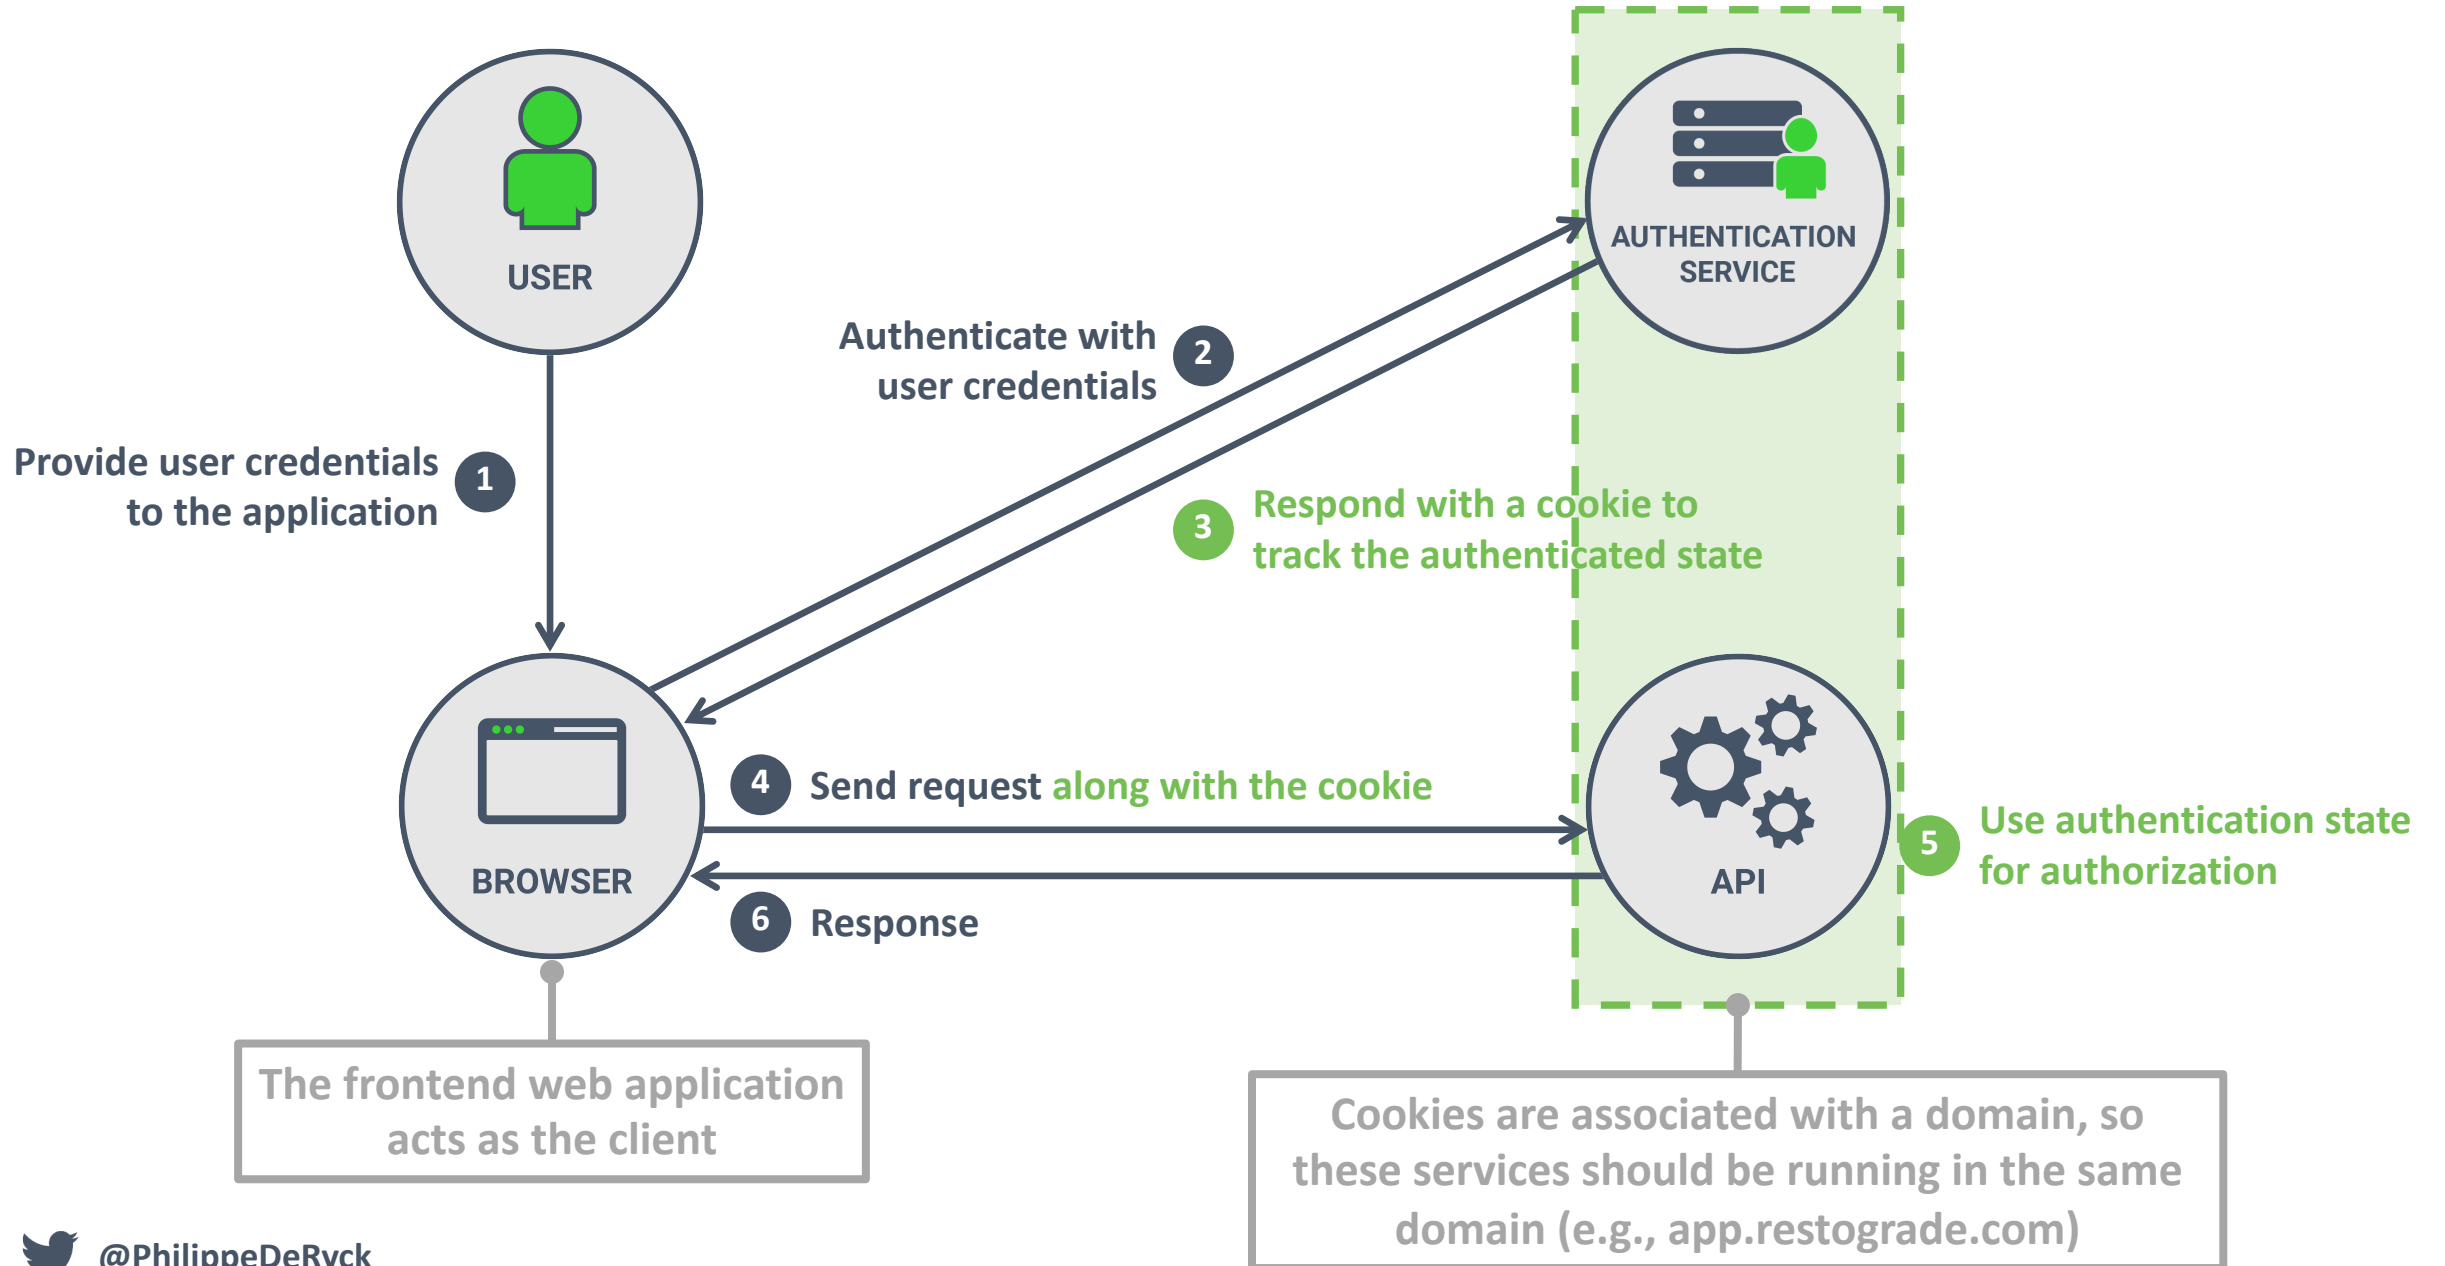 USER
AUTHENTICATION
SERVICE
Authenticate with
user credentials
2
Provide user credentials
to the application
1
3
Respond with a cookie to
track the authenticated state
4
Send request along with the cookie
BROWSER
API
5
Use authentication state
for authorization
6
Response
The frontend web application
acts as the client
Cookies are associated with a domain, so
these services should be running in the same
domain (e.g., app.restograde.com)
@PhilippeDeRyck